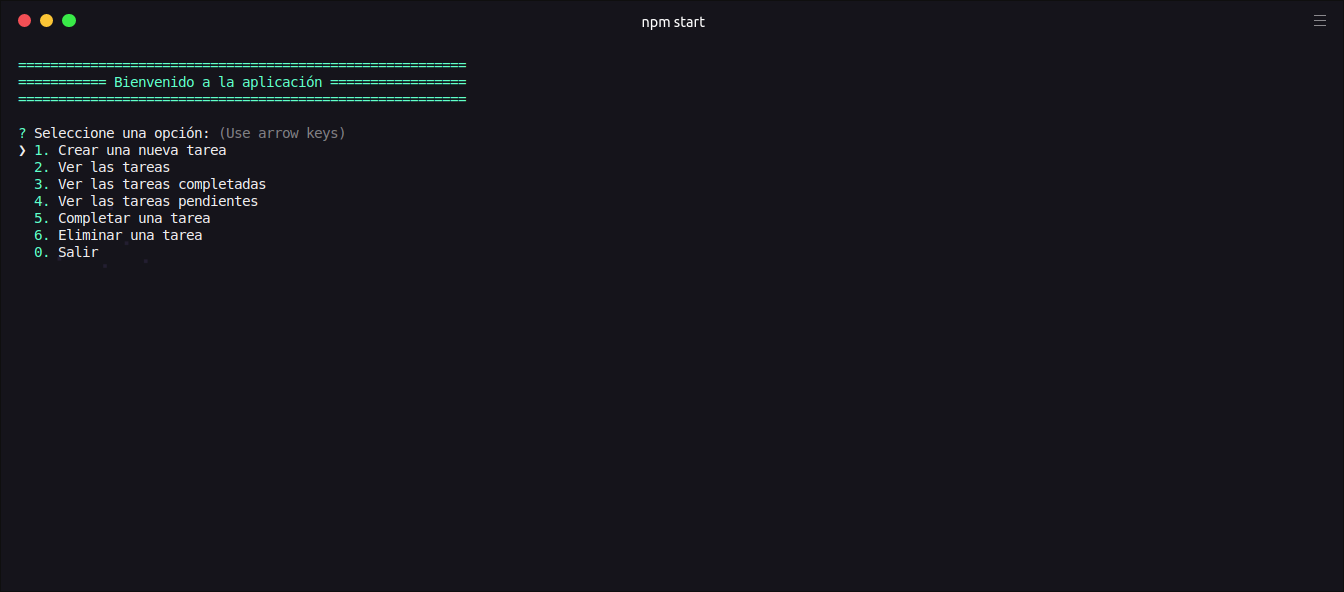 npm start
========================================================
=========== Bienvenido a la aplicación =================
========================================================
? Seleccione una opción: (Use arrow keys)
❯ 1. Crear una nueva tarea
2. Ver las tareas
3. Ver las tareas completadas
4. Ver las tareas pendientes
5. Completar una tarea
6. Eliminar una tarea
0. Salir